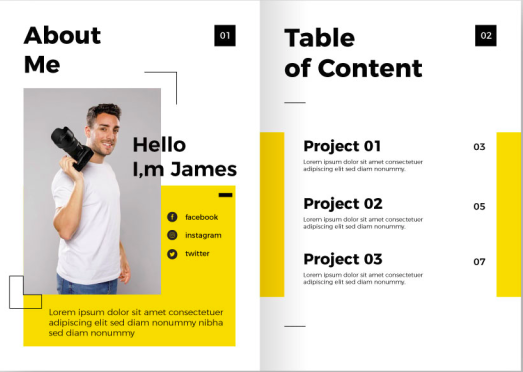 About
Me
01
Hello
I,m James
facebook
instagram
twitter
Lorem ipsum dolor sit amet consectetuer
adipiscing elit sed diam nonummy nibha
sed diam nonummy
Table
of Content
02
Project 01
03
Lorem ipsum dolor sit amet consectetuer
adipiscing elit sed diam nonummy.
Project 02
05
Lorem ipsum dolor sit amet consectetuer
adipiscing elit sed diam nonummy.
Project 03
07
Lorem ipsum dolor sit amet consectetuer
adipiscing elit sed diam nonummy.